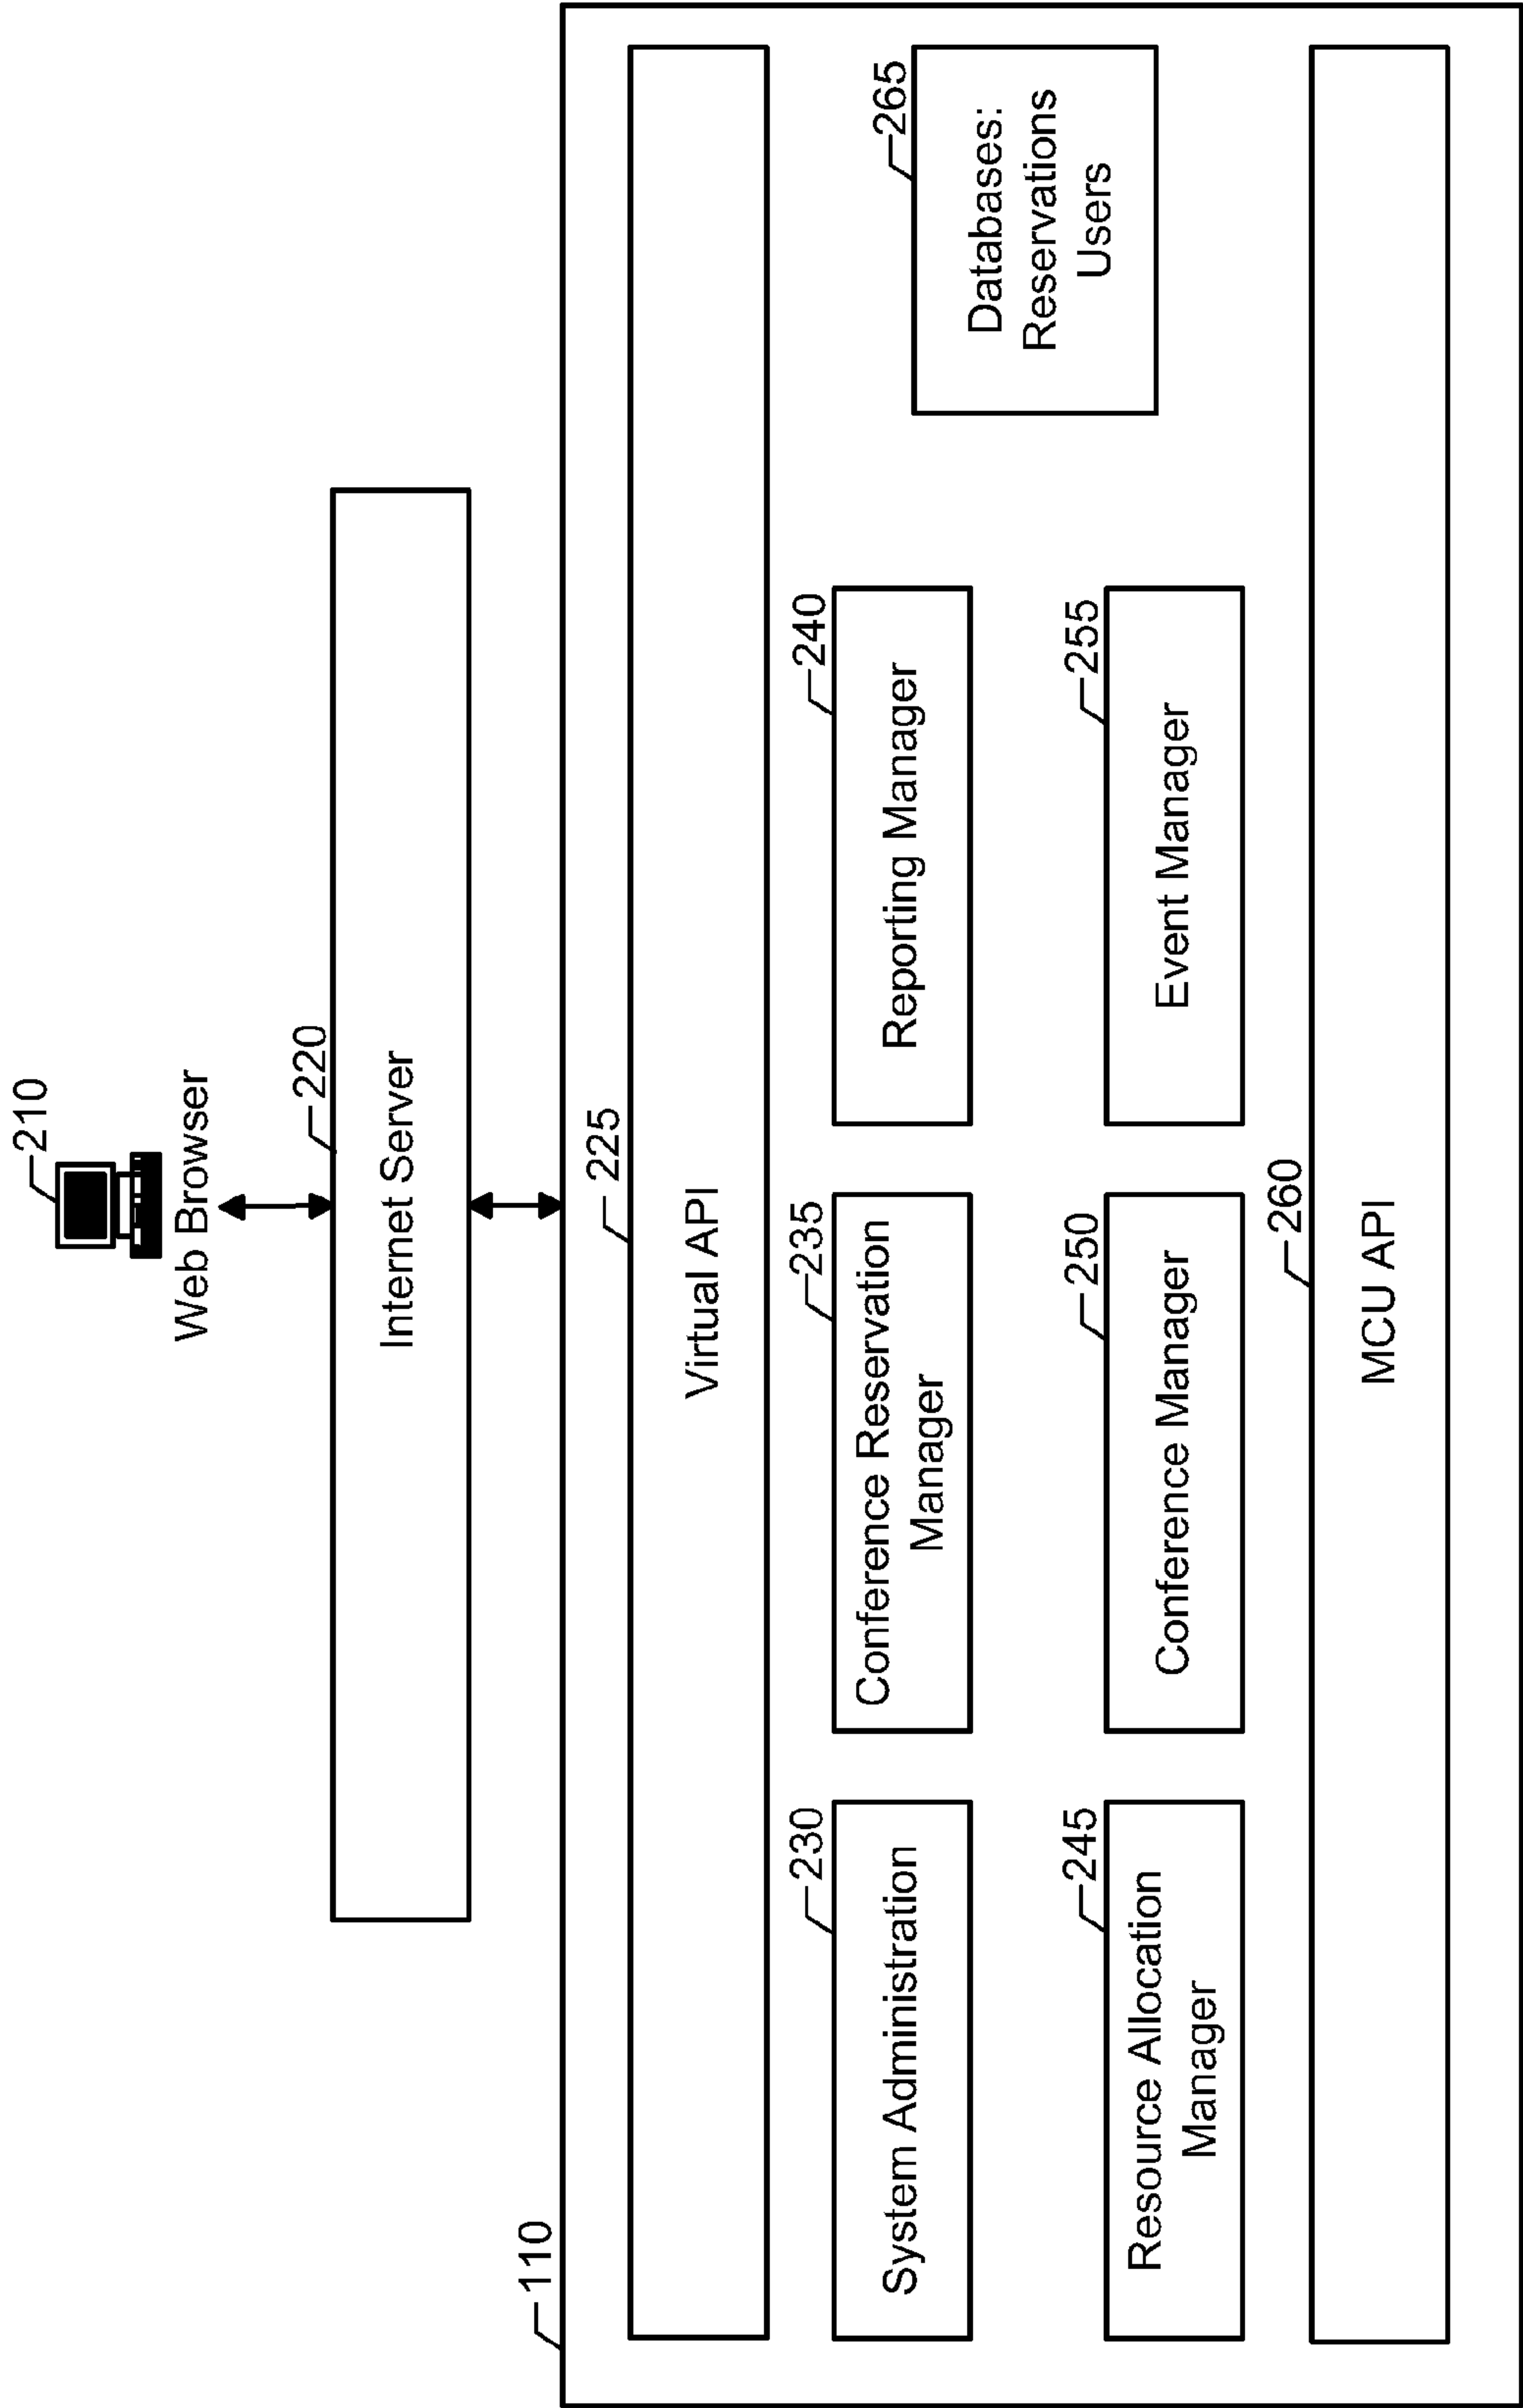 210
Web Browser
220
Internet Server
110
225
Virtual API
230
System Administration
235
Conference Reservation
Manager
240
Reporting Manager
265
Databases:
Reservations
Users
245
Resource Allocation
Manager
250
Conference Manager
255
Event Manager
260
MCU API